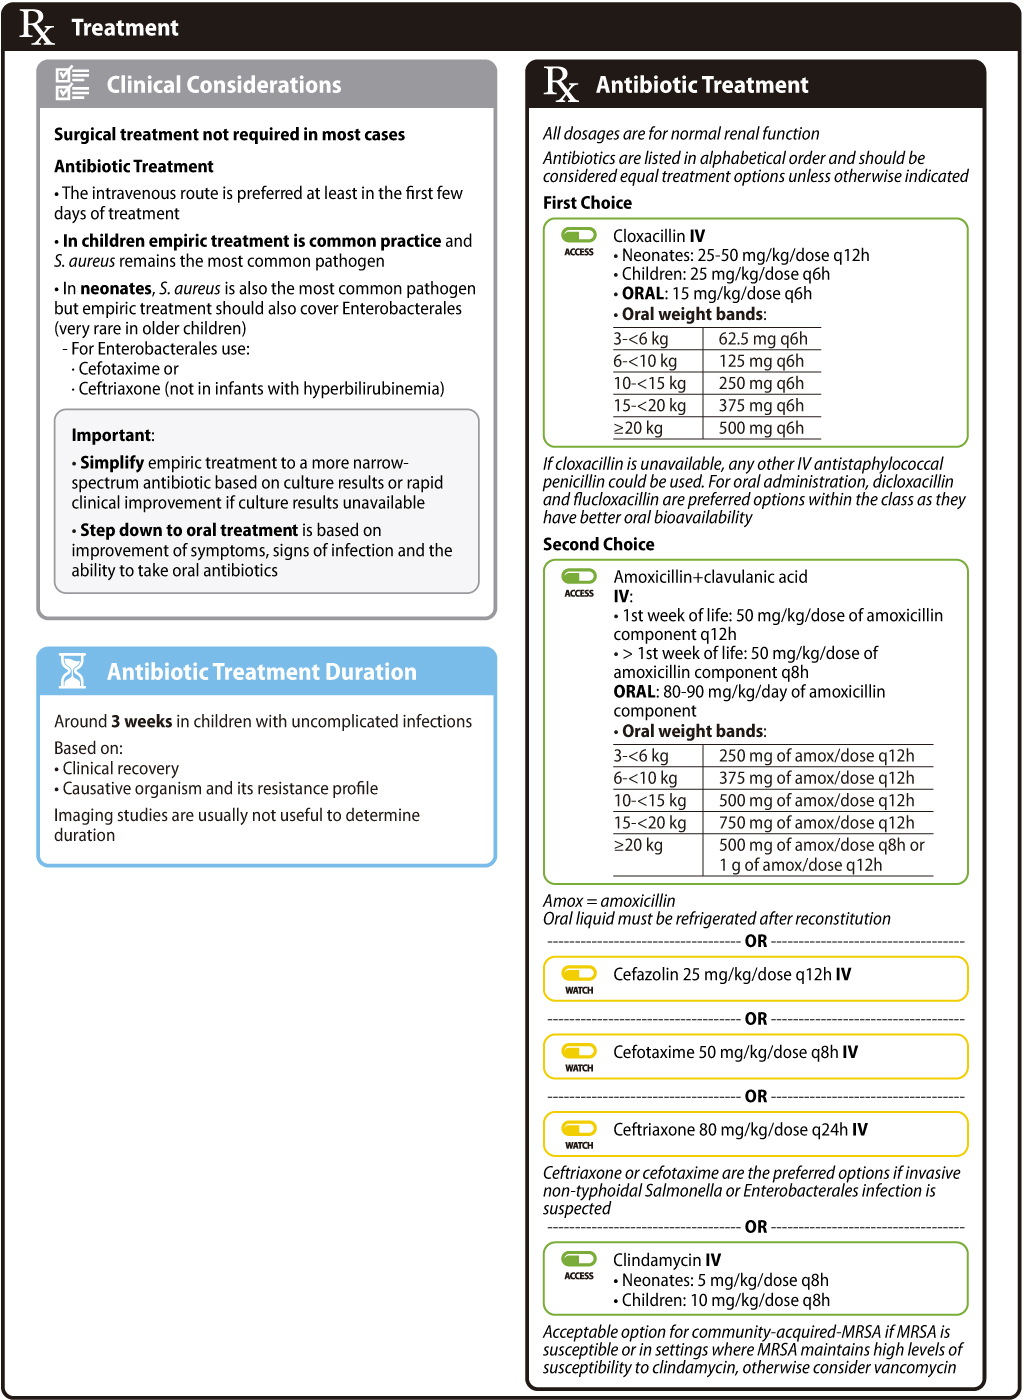 Rx Treatment
Clinical Considerations
Surgical treatment not required in most cases
Antibiotic Treatment
• The intravenous route is preferred at least in the first few
days of treatment
• In children empiric treatment is common practice and
S. aureus remains the most common pathogen
• In neonates, S. aureus is also the most common pathogen
but empiric treatment should also cover Enterobacterales
(very rare in older children)
- For Enterobacterales use:
· Cefotaxime or
· Ceftriaxone (not in infants with hyperbilirubinemia)
Important:
• Simplify empiric treatment to a more narrow-
spectrum antibiotic based on culture results or rapid
clinical improvement if culture results unavailable
• Step down to oral treatment is based on
improvement of symptoms, signs of infection and the
ability to take oral antibiotics
Antibiotic Treatment Duration
Around 3 weeks in children with uncomplicated infections
Based on:
• Clinical recovery
• Causative organism and its resistance profile
Imaging studies are usually not useful to determine
duration
Rx Antibiotic Treatment
All dosages are for normal renal function
Antibiotics are listed in alphabetical order and should be
considered equal treatment options unless otherwise indicated
First Choice
ACCESS
Cloxacillin IV
• Neonates: 25-50 mg/kg/dose q12h
• Children: 25 mg/kg/dose q6h
• ORAL: 15 mg/kg/dose q6h
• Oral weight bands:
3-<6 kg 62.5 mg q6h
6-<10 kg 125 mg q6h
10-<15 kg 250 mg q6h
15-<20 kg 375 mg q6h
≥20 kg 500 mg q6h
If cloxacillin is unavailable, any other IV antistaphylococcal
penicillin could be used. For oral administration, dicloxacillin
and flucloxacillin are preferred options within the class as they
have better oral bioavailability
Second Choice
ACCESS
Amoxicillin+clavulanic acid
IV:
• 1st week of life: 50 mg/kg/dose of amoxicillin
component q12h
• > 1st week of life: 50 mg/kg/dose of
amoxicillin component q8h
ORAL: 80-90 mg/kg/day of amoxicillin
component
• Oral weight bands:
3-<6 kg 250 mg of amox/dose q12h
6-<10 kg 375 mg of amox/dose q12h
10-<15 kg 500 mg of amox/dose q12h
15-<20 kg 750 mg of amox/dose q12h
≥20 kg 500 mg of amox/dose q8h or
1 g of amox/dose q12h
Amox = amoxicillin
Oral liquid must be refrigerated after reconstitution
OR
WATCH
Cefazolin 25 mg/kg/dose q12h IV
OR
WATCH
Cefotaxime 50 mg/kg/dose q8h IV
OR
WATCH
Ceftriaxone 80 mg/kg/dose q24h IV
Ceftriaxone or cefotaxime are the preferred options if invasive
non-typhoidal Salmonella or Enterobacterales infection is
suspected
OR
ACCESS
Clindamycin IV
• Neonates: 5 mg/kg/dose q8h
• Children: 10 mg/kg/dose q8h
Acceptable option for community-acquired-MRSA if MRSA is
susceptible or in settings where MRSA maintains high levels of
susceptibility to clindamycin, otherwise consider vancomycin